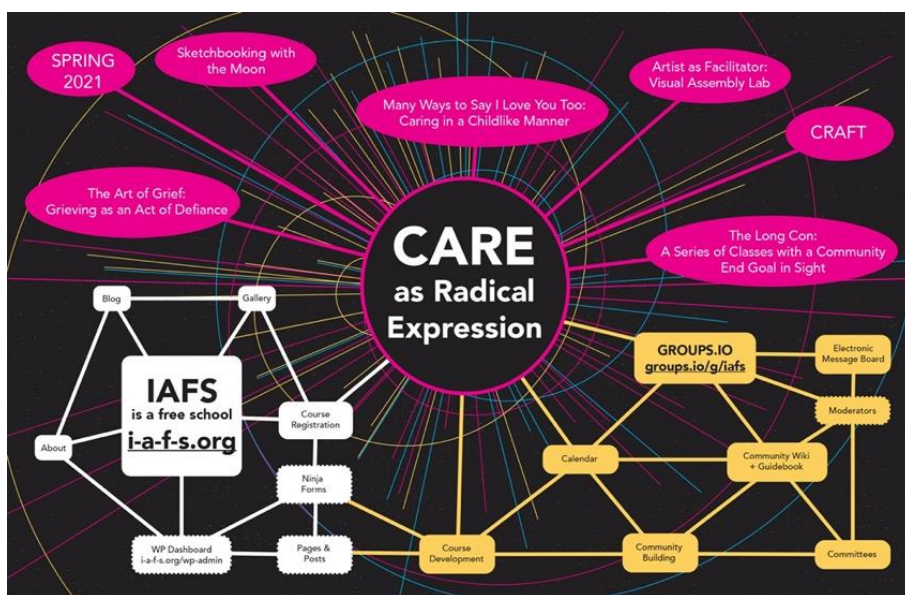 SPRING
2021
Sketchbooking with
the Moon
Many Ways to Say I Love You Too:
Caring in a Childlike Manner
Artist as Facilitator:
Visual Assembly Lab
CRAFT
The Art of Grief:
Grieving as an Act of Defiance
CARE
as Radical
Expression
The Long Con:
A Series of Classes with a Community
End Goal in Sight
Blog
Gallery
IAFS
is a free school
i-a-f-s.org
About
Course
Registration
Ninja
Forms
WP Dashboard
i-a-f-s.org/wp-admin
Pages &
Posts
GROUPS.IO
groups.io/g/iafs
Electronic
Message Board
Moderators
Calendar
Community Wiki
+ Guidebook
Course
Development
Community
Building
Committees